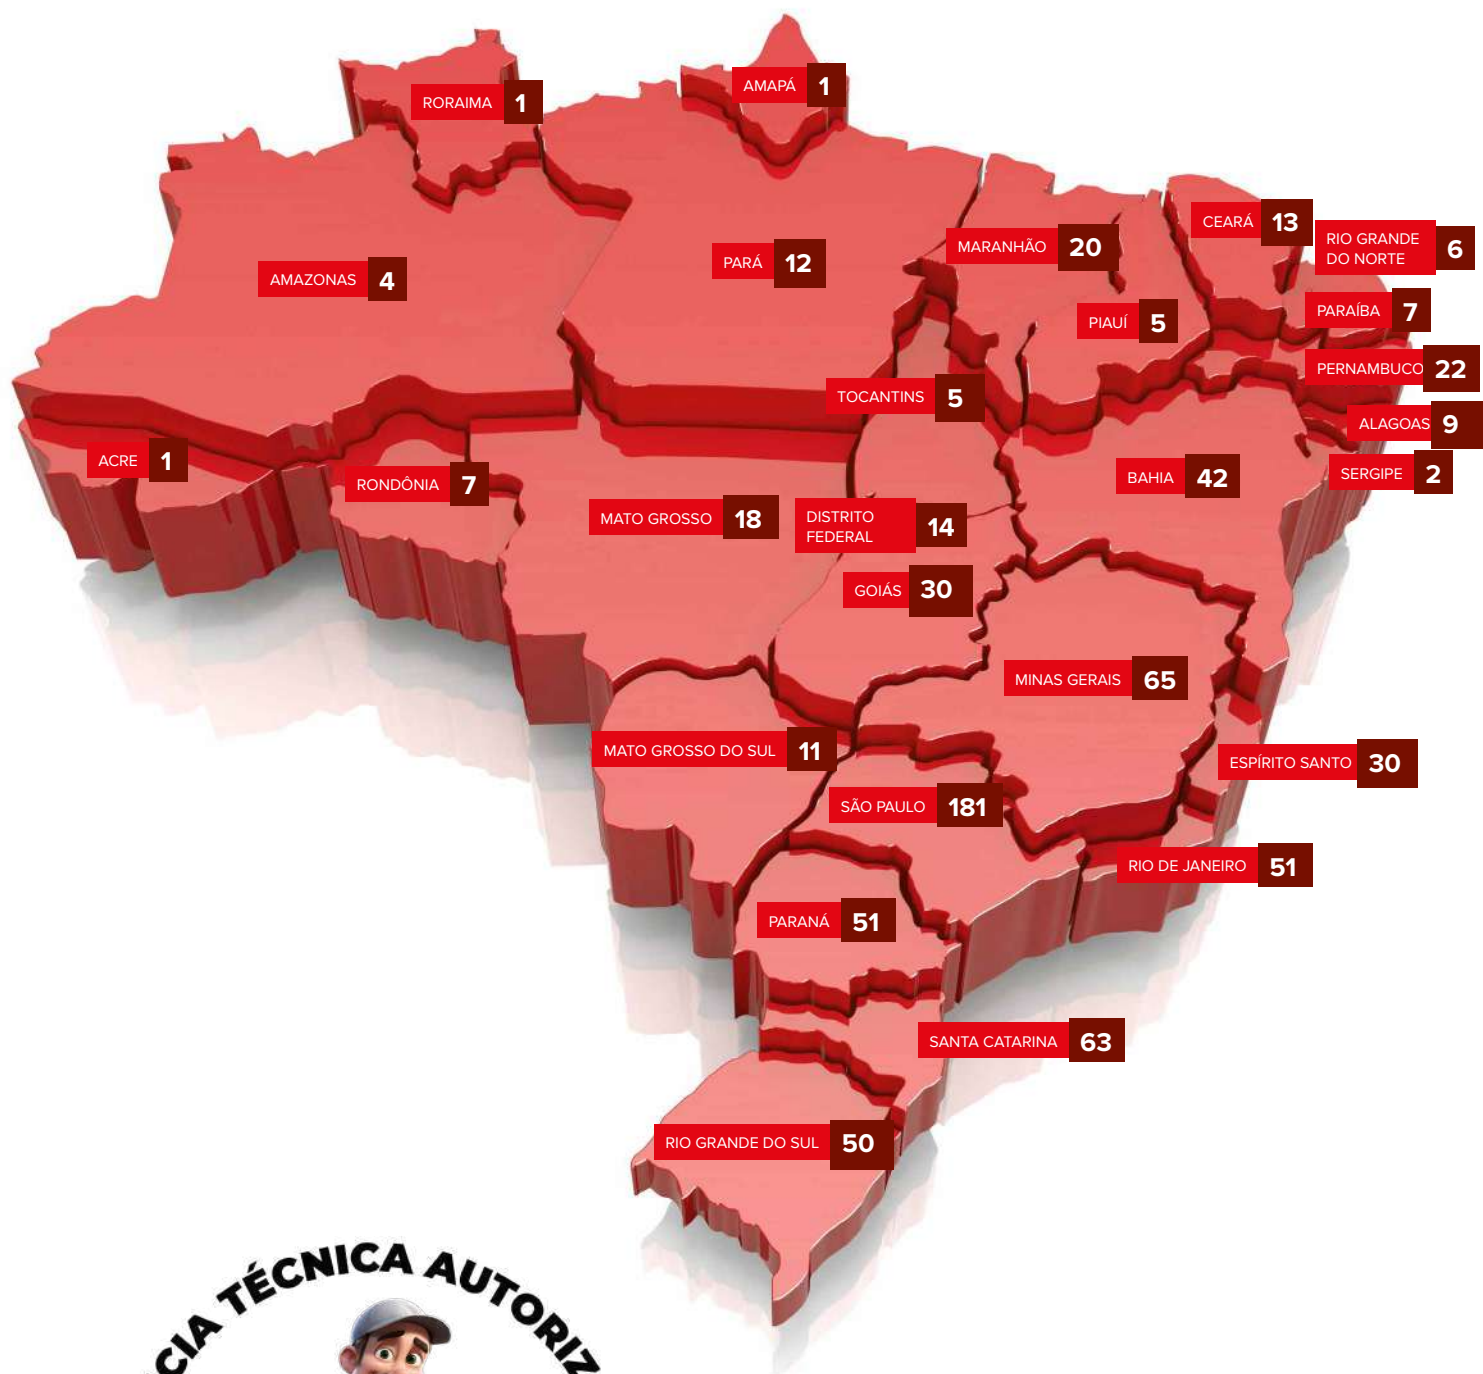 AMAPÁ 1
RORAIMA 1
CEARÁ 13
RIO GRANDE
DO NORTE 6
MARANHÃO 20
PARÁ 12
AMAZONAS 4
PARAÍBA 7
PIAUÍ 5
PERNAMBUCO 22
TOCANTINS 5
ALAGOAS 9
ACRE 1
SERGIPE 2
BAHIA 42
RONDÔNIA 7
MATO GROSSO 18
DISTRITO
FEDERAL 14
GOIÁS 30
MINAS GERAIS 65
MATO GROSSO DO SUL 11
ESPÍRITO SANTO 30
SÃO PAULO 181
RIO DE JANEIRO 51
PARANÁ 51
SANTA CATARINA 63
RIO GRANDE DO SUL 50
CIA TÉCNICA AUTORIZ